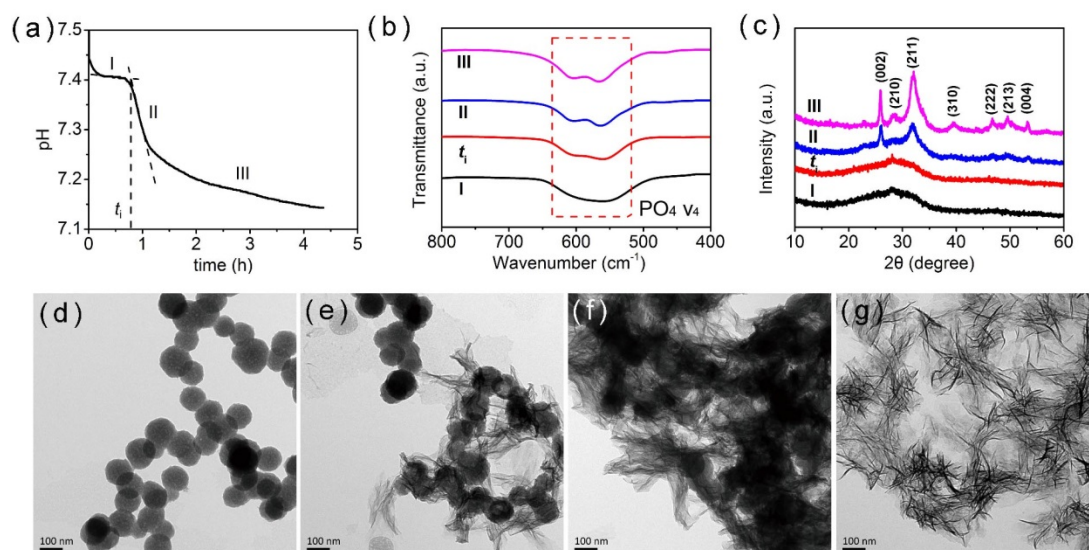 (a)
7.5
7.4
7.3
7.2
7.1
pH
I
II
III
tᵢ
0 1 2 3 4 5
time (h)
(b)
Transmittance (a.u.)
III
II
tᵢ
I
PO₄ v₄
800 700 600 500 400
Wavenumber (cm⁻¹)
(c)
Intensity (a.u.)
(002)
(210)
(211)
(310)
(222)
(213)
(004)
III
II
tᵢ
I
10 20 30 40 50 60
2θ (degree)
(d)
100 nm
(e)
100 nm
(f)
100 nm
(g)
100 nm